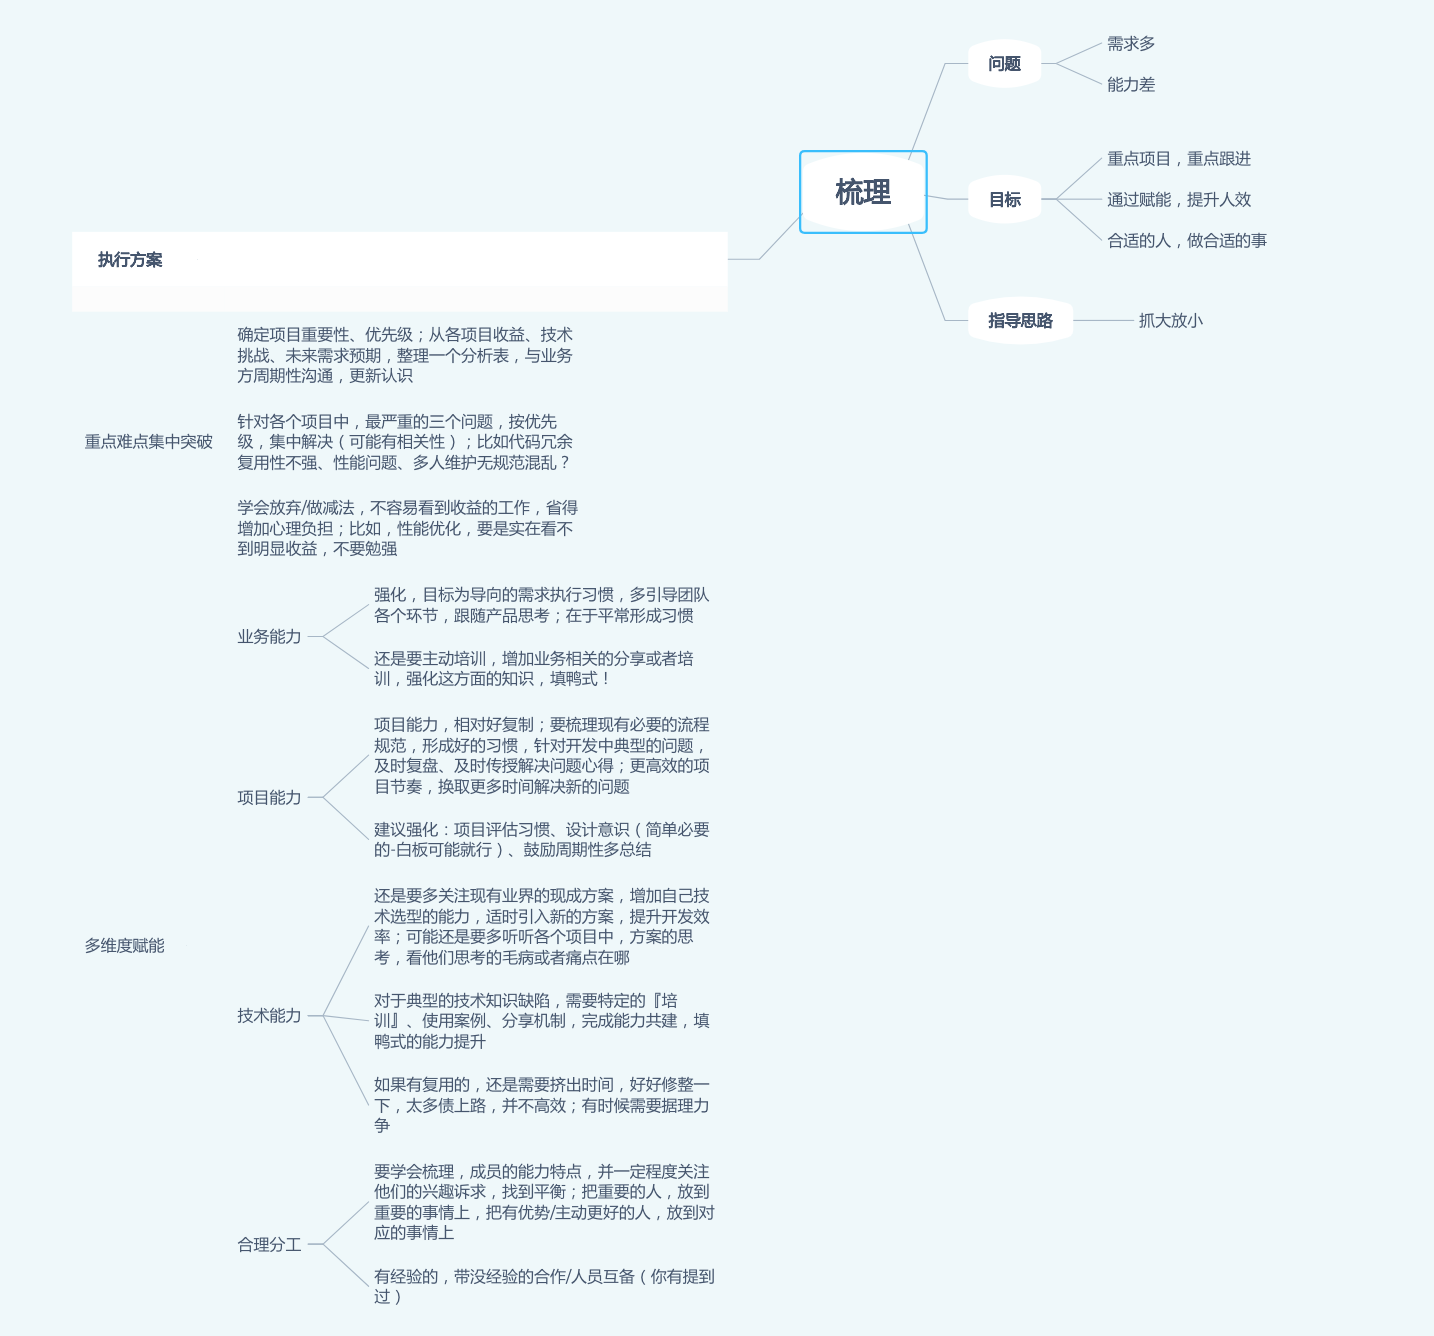 梳理
问题
需求多
能力差
目标
重点项目，重点跟进
通过赋能，提升人效
合适的人，做合适的事
指导思路
抓大放小
执行方案
重点难点集中突破
确定项目重要性、优先级；从各项目收益、技术
挑战、未来需求预期，整理一个分析表，与业务
方周期性沟通，更新认识
针对各个项目中，最严重的三个问题，按优先
级，集中解决（可能有相关性）；比如代码冗余
复用性不强、性能问题、多人维护无规范混乱？
学会放弃/做减法，不容易看到收益的工作，省得
增加心理负担；比如，性能优化，要是实在看不
到明显收益，不要勉强
多维度赋能
业务能力
强化，目标为导向的需求执行习惯，多引导团队
各个环节，跟随产品思考；在于平常形成习惯
还是要主动培训，增加业务相关的分享或者培
训，强化这方面的知识，填鸭式！
项目能力
项目能力，相对好复制；要梳理现有必要的流程
规范，形成好的习惯，针对开发中典型的问题，
及时复盘、及时传授解决问题心得；更高效的项
目节奏，换取更多时间解决新的问题
建议强化：项目评估习惯、设计意识（简单必要
的-白板可能就行）、鼓励周期性多总结
技术能力
还是要多关注现有业界的现成方案，增加自己技
术选型的能力，适时引入新的方案，提升开发效
率；可能还是要多听听各个项目中，方案的思
考，看他们思考的毛病或者痛点在哪
对于典型的技术知识缺陷，需要特定的『培
训』、使用案例、分享机制，完成能力共建，填
鸭式的能力提升
如果有复用的，还是需要挤出时间，好好修整一
下，太多债上路，并不高效；有时候需要据理力
争
合理分工
要学会梳理，成员的能力特点，并一定程度关注
他们的兴趣诉求，找到平衡；把重要的人，放到
重要的事情上，把有优势/主动更好的人，放到对
应的事情上
有经验的，带没经验的合作/人员互备（你有提到
过）